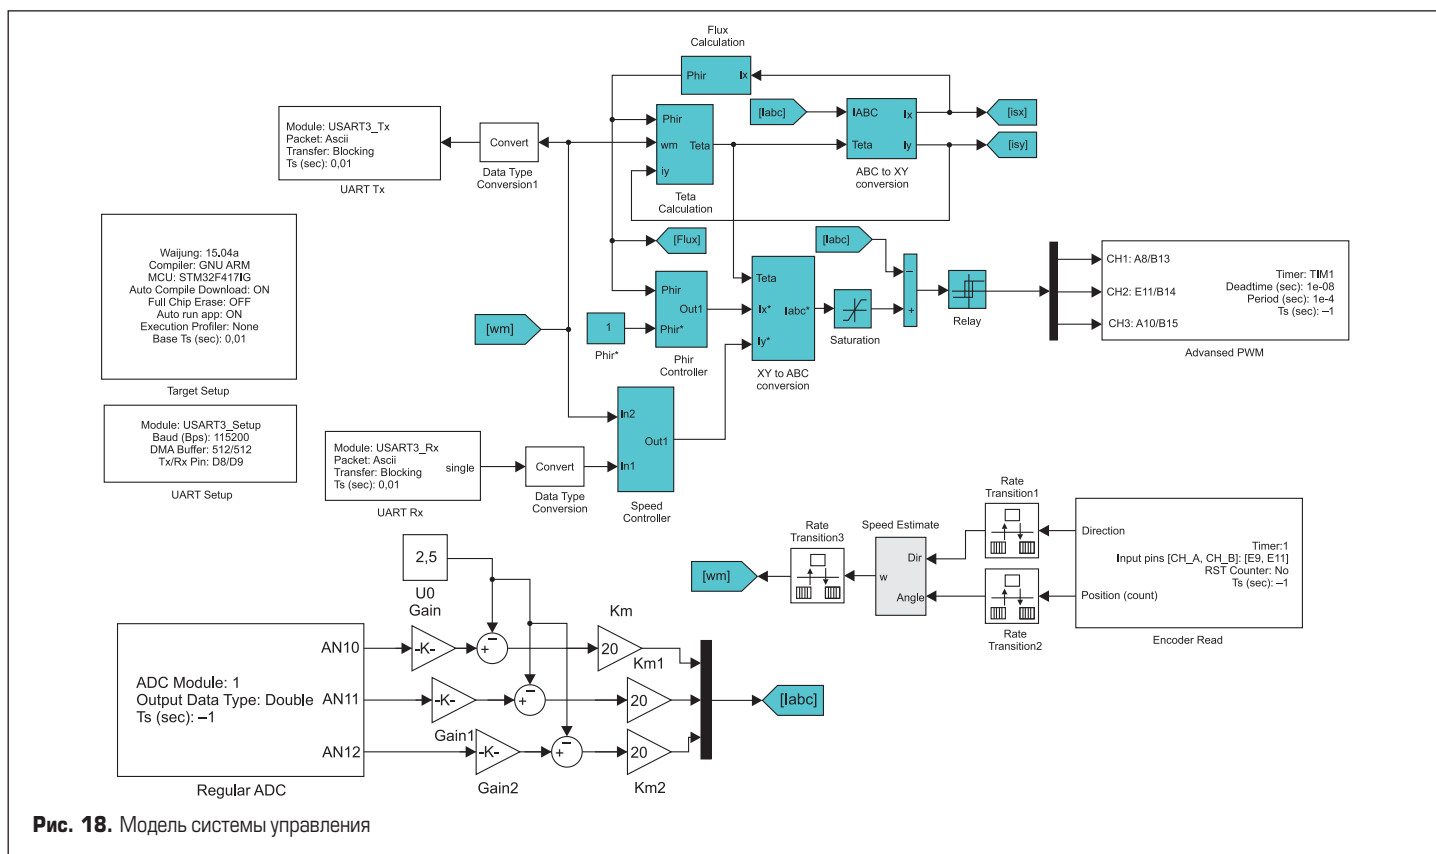 Flux
Calculation
Phir
Ix
Module: USART3_Tx
Packet: Ascii
Transfer: Blocking
Ts (sec): 0,01
UART Tx
Convert
Data Type
Conversion1
Phir
wm
iy
Teta
Teta
Calculation
[Iabc]
IABC
Teta
Ix
Iy
ABC to XY
conversion
[isx]
[isy]
Waijung: 15.04a
Compiler: GNU ARM
MCU: STM32F417IG
Auto Compile Download: ON
Full Chip Erase: OFF
Auto run app: ON
Execution Profiler: None
Base Ts (sec): 0,01
Target Setup
[Flux]
[wm]
1
Phir*
Phir
Phir*
Out1
Phir
Controller
Teta
Ix*
Iy*
Iabc*
XY to ABC
conversion
[Iabc]
Saturation
−
+
Relay
CH1: A8/B13
CH2: E11/B14
CH3: A10/B15
Timer: TIM1
Deadtime (sec): 1e-08
Period (sec): 1e-4
Ts (sec): –1
Advansed PWM
Module: USART3_Setup
Baud (Bps): 115200
DMA Buffer: 512/512
Tx/Rx Pin: D8/D9
UART Setup
Module: USART3_Rx
Packet: Ascii
Transfer: Blocking
Ts (sec): 0,01
single
UART Rx
Convert
Data Type
Conversion
In2
In1
Out1
Speed
Controller
[wm]
Rate
Transition3
Speed Estimate
Dir
w
Angle
Rate
Transition1
Rate
Transition2
Direction
Position (count)
Timer:1
Input pins [CH_A, CH_B]: [E9, E11]
RST Counter: No
Ts (sec): –1
Encoder Read
2,5
U0
Gain
-K-
+
−
Km
20
ADC Module: 1
Output Data Type: Double
Ts (sec): –1
AN10
AN11
AN12
Regular ADC
-K-
Gain1
+
−
Km1
20
-K-
Gain2
+
−
20
Km2
[Iabc]
Рис. 18. Модель системы управления